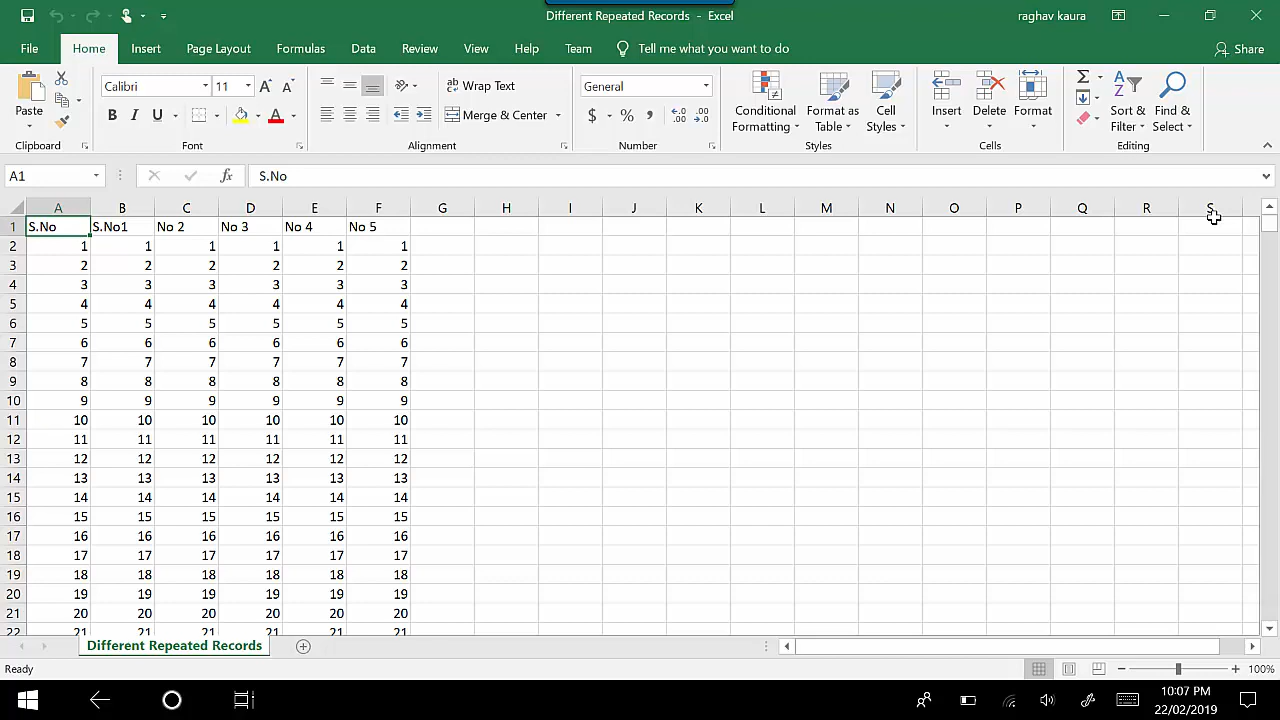 Different Repeated Records - Excel
raghav kaura
File Home Insert Page Layout Formulas Data Review View Help Team Tell me what you want to do Share
Paste
Clipboard
Calibri 11 A A
B I U A
Font
Wrap Text
Merge & Center
Alignment
General
$ % , .00 .0
Number
Conditional Formatting
Format as Table
Cell Styles
Styles
Insert Delete Format
Cells
Sort & Filter
Find & Select
Editing
A1 fx S.No
A B C D E F G H I J K L M N O P Q R S
1 S.No S.No1 No 2 No 3 No 4 No 5
2 1 1 1 1 1 1
3 2 2 2 2 2 2
4 3 3 3 3 3 3
5 4 4 4 4 4 4
6 5 5 5 5 5 5
7 6 6 6 6 6 6
8 7 7 7 7 7 7
9 8 8 8 8 8 8
10 9 9 9 9 9 9
11 10 10 10 10 10 10
12 11 11 11 11 11 11
13 12 12 12 12 12 12
14 13 13 13 13 13 13
15 14 14 14 14 14 14
16 15 15 15 15 15 15
17 16 16 16 16 16 16
18 17 17 17 17 17 17
19 18 18 18 18 18 18
20 19 19 19 19 19 19
21 20 20 20 20 20 20
22 21 21 21 21 21 21
Different Repeated Records
Ready
100%
10:07 PM
22/02/2019